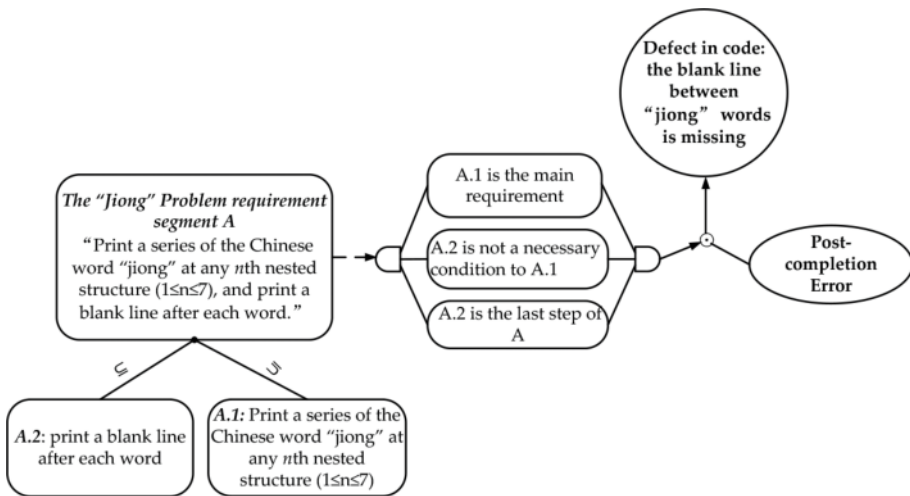 Defect in code:
the blank line
between
“jiong” words
is missing
The “Jiong” Problem requirement
segment A
“Print a series of the Chinese
word “jiong” at any nth nested
structure (1≤n≤7), and print a
blank line after each word.”
A.1 is the main
requirement
A.2 is not a necessary
condition to A.1
A.2 is the last step of
A
Post-
completion
Error
⊆
⊆
A.2: print a blank line
after each word
A.1: Print a series of the
Chinese word “jiong” at
any nth nested
structure (1≤n≤7)